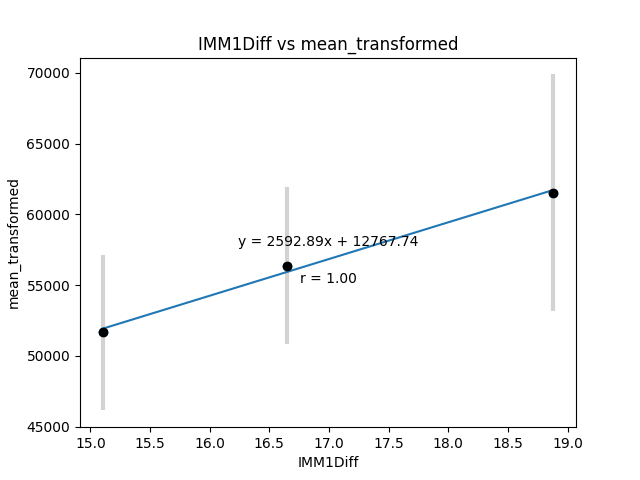 IMM1Diff vs mean_transformed
70000
65000
60000
55000
50000
45000
mean_transformed
y = 2592.89x + 12767.74
r = 1.00
15.0 15.5 16.0 16.5 17.0 17.5 18.0 18.5 19.0
IMM1Diff